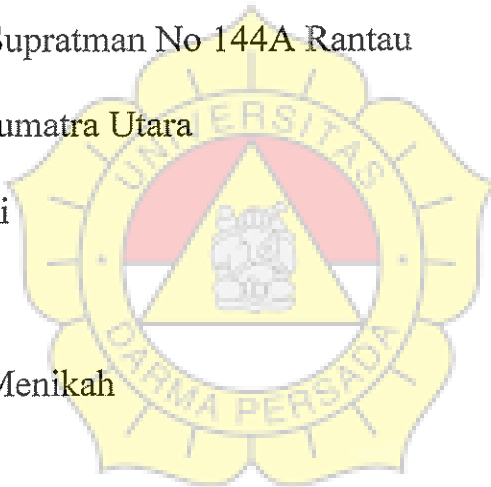 Supratman No 144A Rantau
umatra Utara
i
Menikah
UNIVERSITAS
DARMA PERSADA